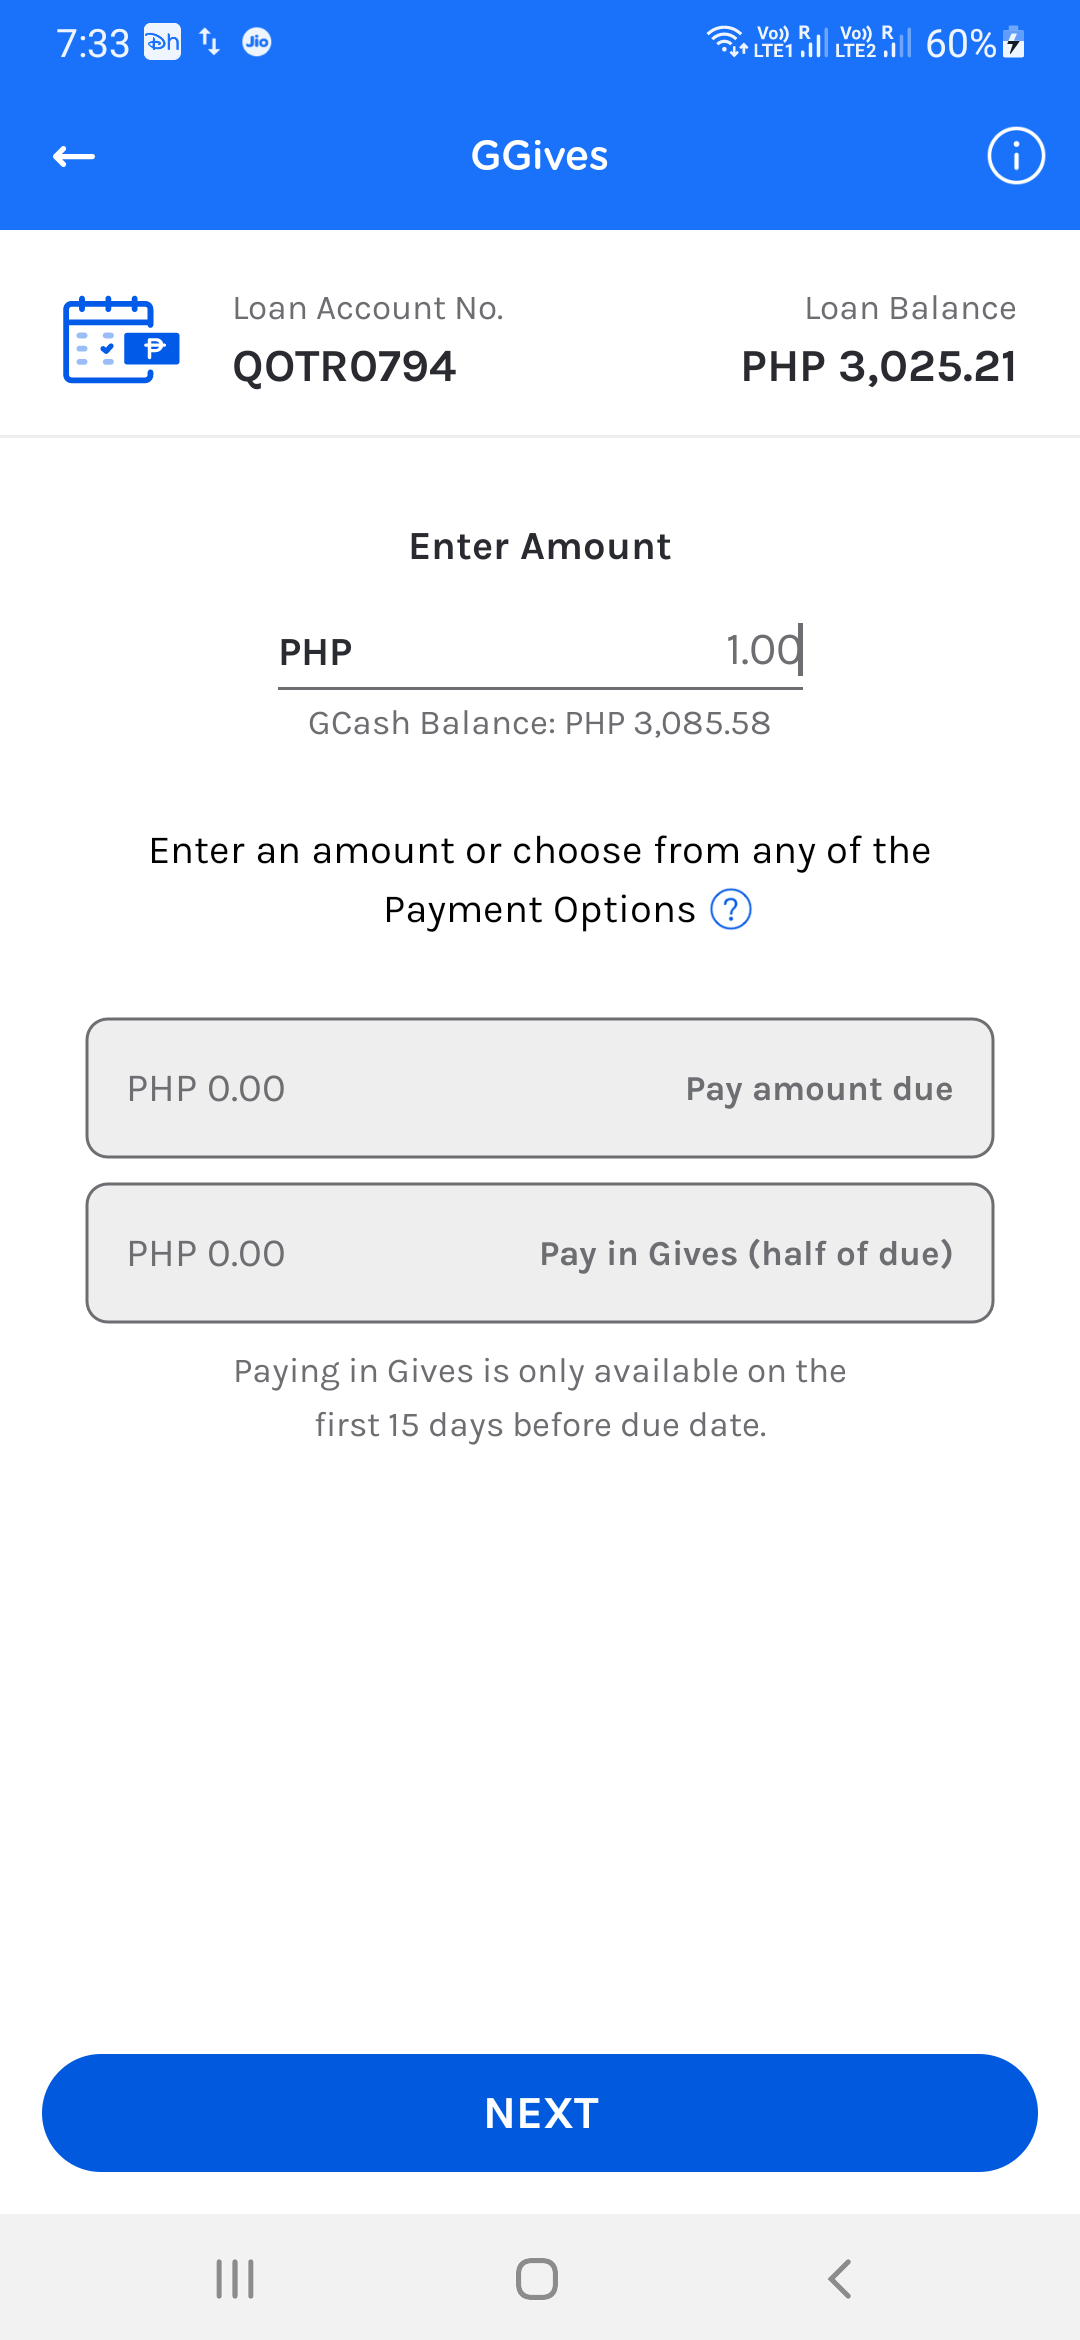 7:33 Dh Jio Vo)) R LTE1 Vo)) R LTE2 60%
GGives
Loan Account No. Loan Balance
QOTR0794 PHP 3,025.21
Enter Amount
PHP 1.00
GCash Balance: PHP 3,085.58
Enter an amount or choose from any of the
Payment Options ?
PHP 0.00 Pay amount due
PHP 0.00 Pay in Gives (half of due)
Paying in Gives is only available on the
first 15 days before due date.
NEXT